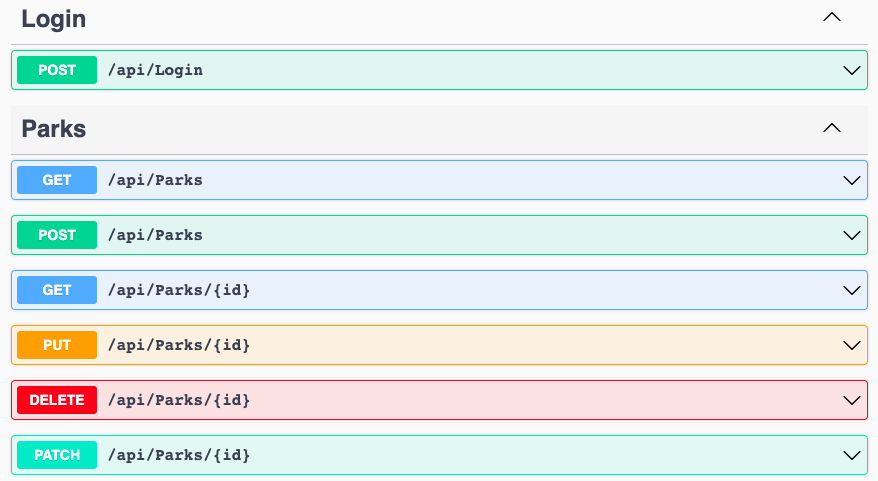 Login
POST /api/Login
Parks
GET /api/Parks
POST /api/Parks
GET /api/Parks/{id}
PUT /api/Parks/{id}
DELETE /api/Parks/{id}
PATCH /api/Parks/{id}